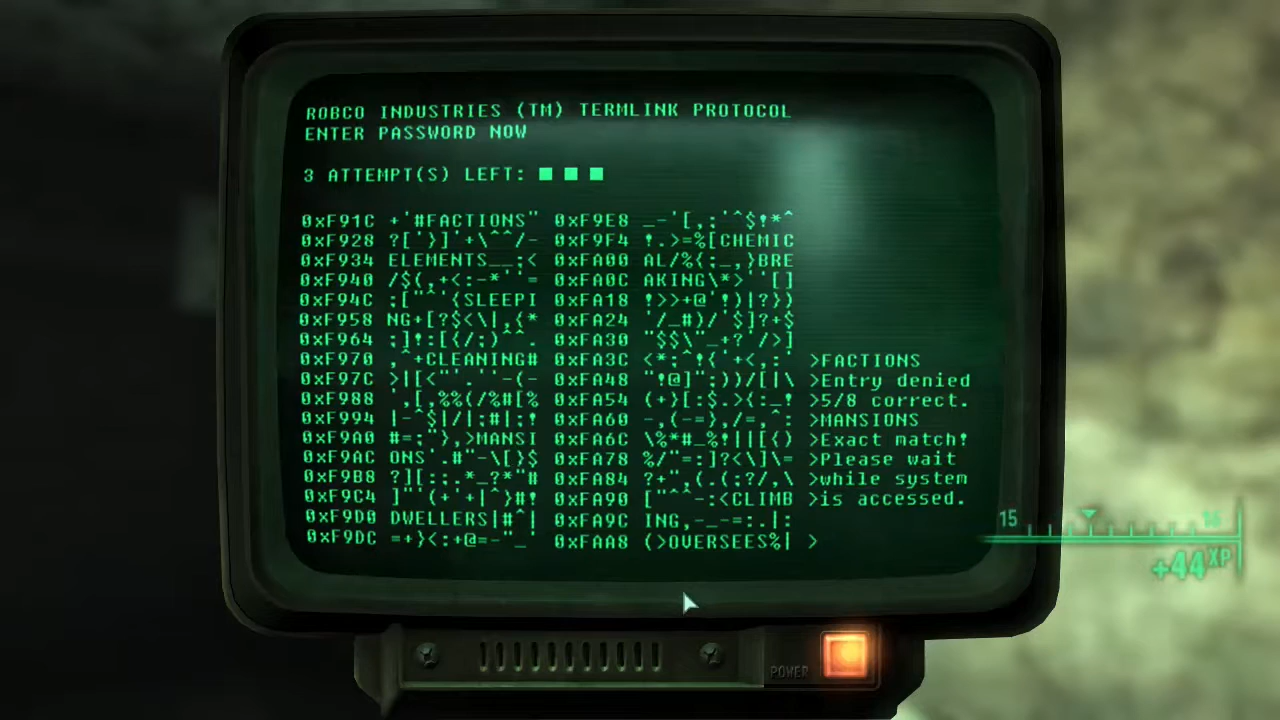 ROBCO INDUSTRIES (TM) TERMLINK PROTOCOL
ENTER PASSWORD NOW
3 ATTEMPT(S) LEFT: ■ ■ ■
0xF91C +'#FACTIONS" 0xF9E8 _-'[,;'^$!*^
0xF928 ?['}]'+\^^/- 0xF9F4 !.>=%[CHEMIC
0xF934 ELEMENTS__;< 0xFA00 AL/%{:_,}BRE
0xF940 /$(,+<:-*''= 0xFA0C AKING\*>''[]
0xF94C ;["^'{SLEEPI 0xFA18 !>>+@'!)|?})
0xF958 NG+[?$<\|,{* 0xFA24 '/_#)/'$]?+$
0xF964 ;]!:[{/;)^^. 0xFA30 "$$\"_+?'/>]
0xF970 ,^+CLEANING# 0xFA3C <*;^!{'+<,:' >FACTIONS
0xF97C >|[<"'.''-(- 0xFA48 "!@]";))/[|\ >Entry denied
0xF988 ',[,%%(/%#[% 0xFA54 (+}[:$.>{:_! >5/8 correct.
0xF994 |-^$|/|;#|;! 0xFA60 -,(-=},/=,^: >MANSIONS
0xF9A0 #=;"},>MANSI 0xFA6C \%*#_%!||[{) >Exact match!
0xF9AC ONS'.#"-\[}$ 0xFA78 %/"=:]?<\]\= >Please wait
0xF9B8 ?][::.*_?*"# 0xFA84 ?+",(.(;?/,\ >while system
0xF9C4 ]"'(+'+|^}#! 0xFA90 ["^^-:<CLIMB >is accessed.
0xF9D0 DWELLERS|#^| 0xFA9C ING,-_-=:.|:
0xF9DC =+}<:+@=-"_' 0xFAA8 (>OVERSEES%| >
15 16
+44 XP
POWER